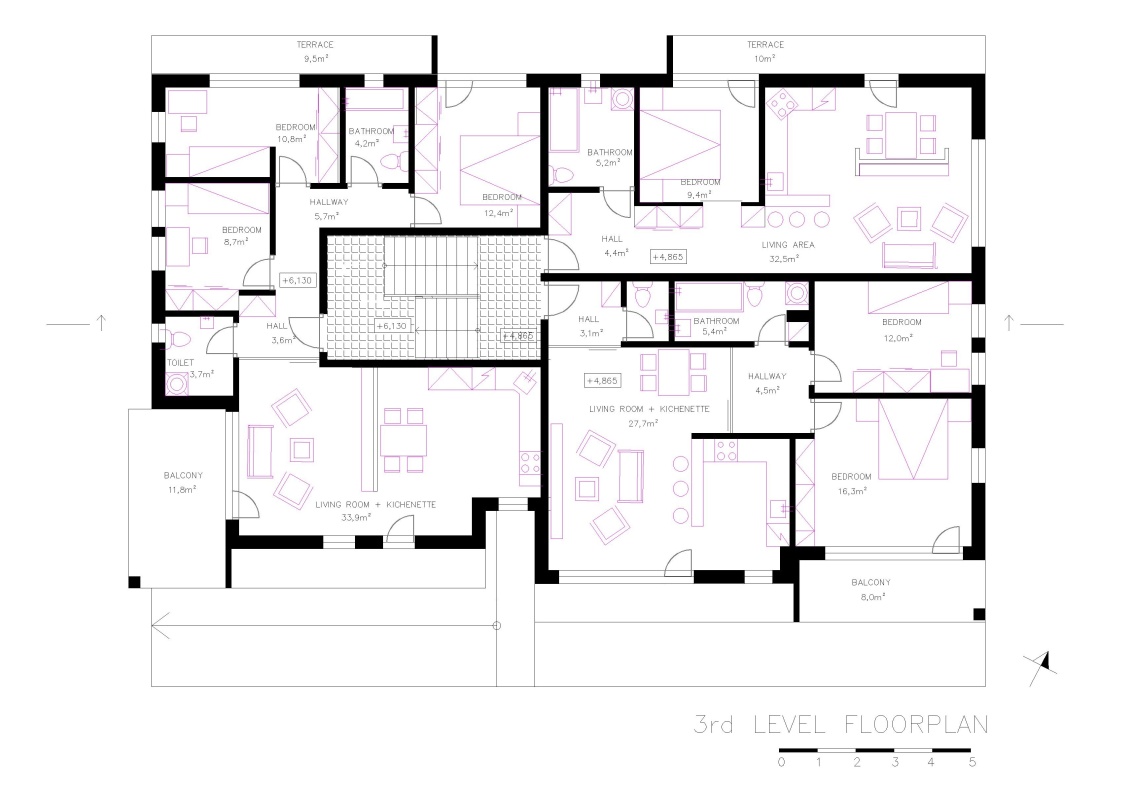 TERRACE
9,5m²
TERRACE
10m²
BEDROOM
10,8m²
BATHROOM
4,2m²
BEDROOM
12,4m²
BATHROOM
5,2m²
BEDROOM
9,4m²
HALLWAY
5,7m²
BEDROOM
8,7m²
HALL
4,4m²
+4,865
LIVING AREA
32,5m²
+6,130
HALL
3,6m²
+6,130
+4,865
HALL
3,1m²
BATHROOM
5,4m²
BEDROOM
12,0m²
TOILET
3,7m²
+4,865
HALLWAY
4,5m²
LIVING ROOM + KICHENETTE
27,7m²
BALCONY
11,8m²
LIVING ROOM + KICHENETTE
33,9m²
BEDROOM
16,3m²
BALCONY
8,0m²
3rd LEVEL FLOORPLAN
0 1 2 3 4 5